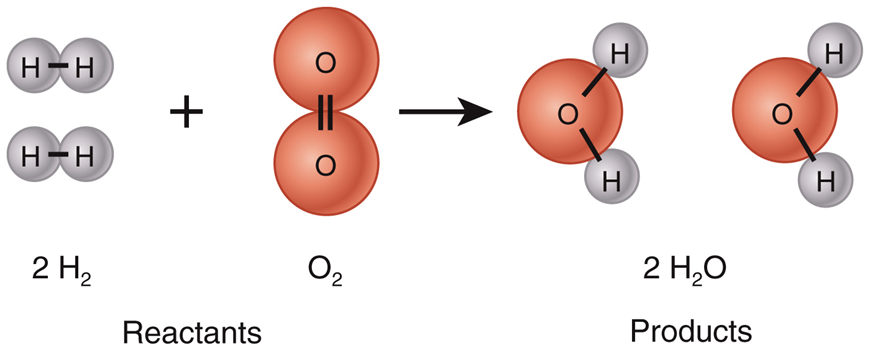 H–H
H–H
+
O
O
H
O
H
H
O
H
2 H₂
O₂
2 H₂O
Reactants
Products